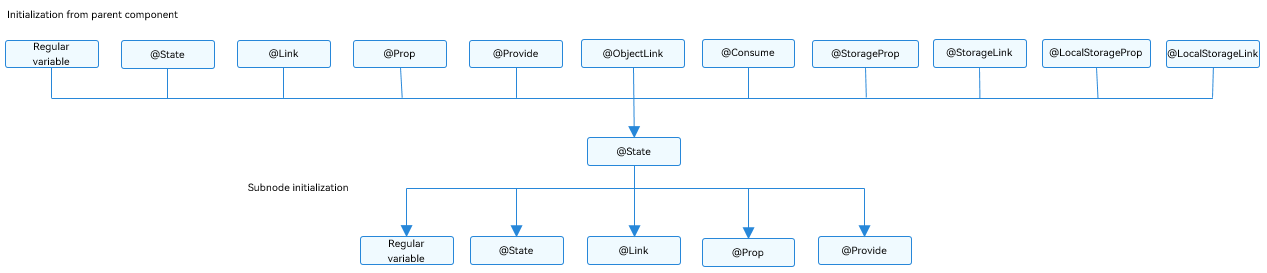 Initialization from parent component
Regular
variable
@State
@Link
@Prop
@Provide
@ObjectLink
@Consume
@StorageProp
@StorageLink
@LocalStorageProp
@LocalStorageLink
@State
Subnode initialization
Regular
variable
@State
@Link
@Prop
@Provide